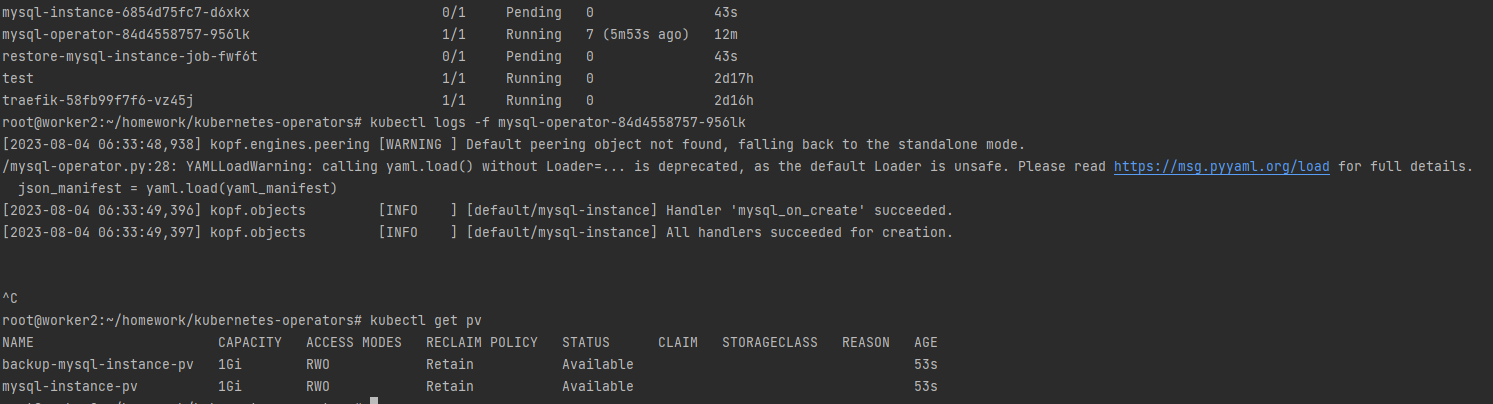 mysql-instance-6854d75fc7-d6xkx                        0/1     Pending   0               43s
mysql-operator-84d4558757-956lk                        1/1     Running   7 (5m53s ago)   12m
restore-mysql-instance-job-fwf6t                       0/1     Pending   0               43s
test                                                   1/1     Running   0               2d17h
traefik-58fb99f7f6-vz45j                               1/1     Running   0               2d16h
root@worker2:~/homework/kubernetes-operators# kubectl logs -f mysql-operator-84d4558757-956lk
[2023-08-04 06:33:48,938] kopf.engines.peering [WARNING ] Default peering object not found, falling back to the standalone mode.
/mysql-operator.py:28: YAMLLoadWarning: calling yaml.load() without Loader=... is deprecated, as the default Loader is unsafe. Please read https://msg.pyyaml.org/load for full details.
  json_manifest = yaml.load(yaml_manifest)
[2023-08-04 06:33:49,396] kopf.objects         [INFO    ] [default/mysql-instance] Handler 'mysql_on_create' succeeded.
[2023-08-04 06:33:49,397] kopf.objects         [INFO    ] [default/mysql-instance] All handlers succeeded for creation.
^C
root@worker2:~/homework/kubernetes-operators# kubectl get pv
NAME                       CAPACITY   ACCESS MODES   RECLAIM POLICY   STATUS      CLAIM   STORAGECLASS   REASON   AGE
backup-mysql-instance-pv   1Gi        RWO            Retain           Available                                   53s
mysql-instance-pv          1Gi        RWO            Retain           Available                                   53s